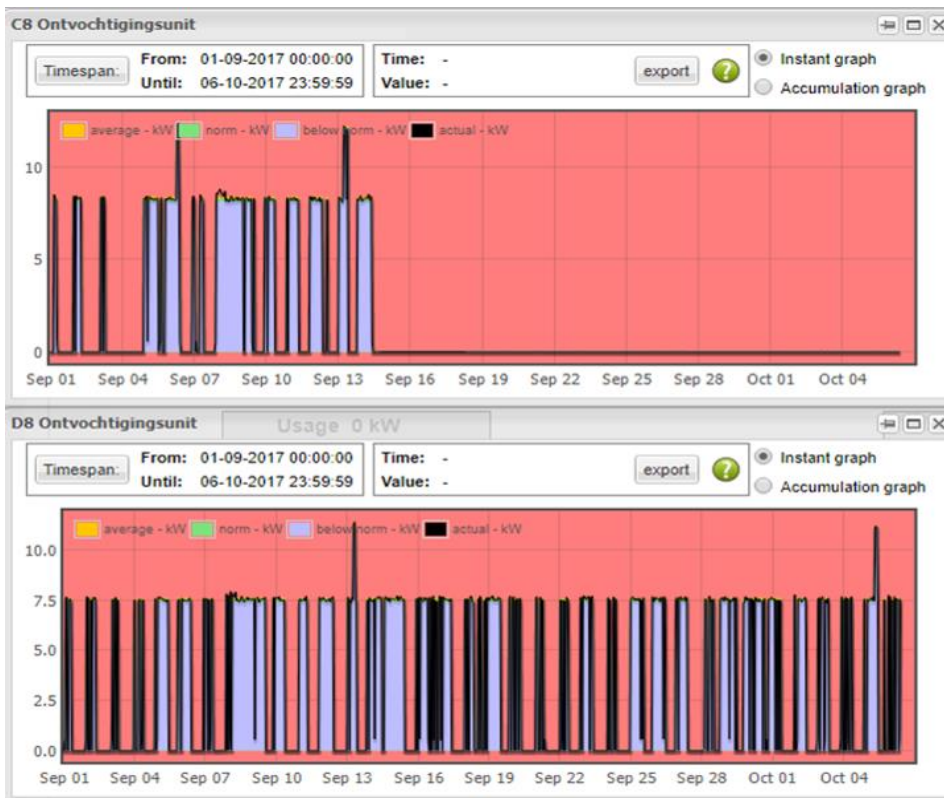 C8 Ontvochtigingsunit
Timespan: From: 01-09-2017 00:00:00 Until: 06-10-2017 23:59:59
Time: -
Value: -
export ?
Instant graph
Accumulation graph
average - kW norm - kW below norm - kW actual - kW
10
5
0
Sep 01 Sep 04 Sep 07 Sep 10 Sep 13 Sep 16 Sep 19 Sep 22 Sep 25 Sep 28 Oct 01 Oct 04
D8 Ontvochtigingsunit Usage 0 kW
Timespan: From: 01-09-2017 00:00:00 Until: 06-10-2017 23:59:59
Time: -
Value: -
export ?
Instant graph
Accumulation graph
average - kW norm - kW below norm - kW actual - kW
10.0
7.5
5.0
2.5
0.0
Sep 01 Sep 04 Sep 07 Sep 10 Sep 13 Sep 16 Sep 19 Sep 22 Sep 25 Sep 28 Oct 01 Oct 04